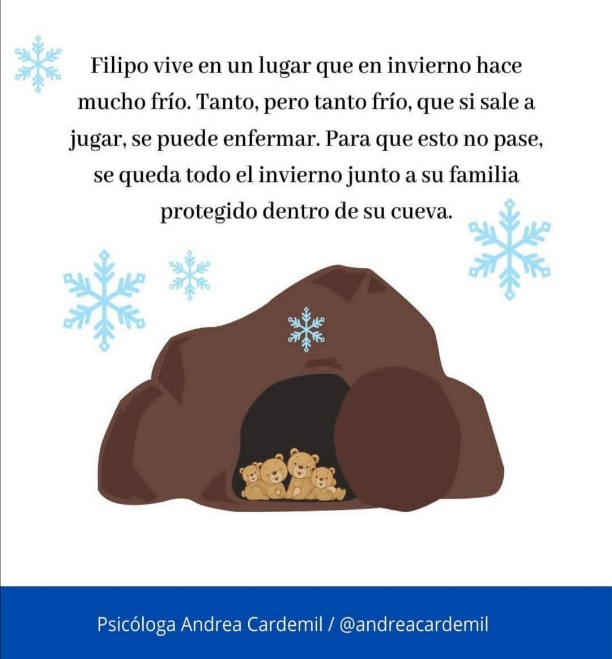 Filipo vive en un lugar que en invierno hace
mucho frío. Tanto, pero tanto frío, que si sale a
jugar, se puede enfermar. Para que esto no pase,
se queda todo el invierno junto a su familia
protegido dentro de su cueva.
Psicóloga Andrea Cardemil / @andreacardemil